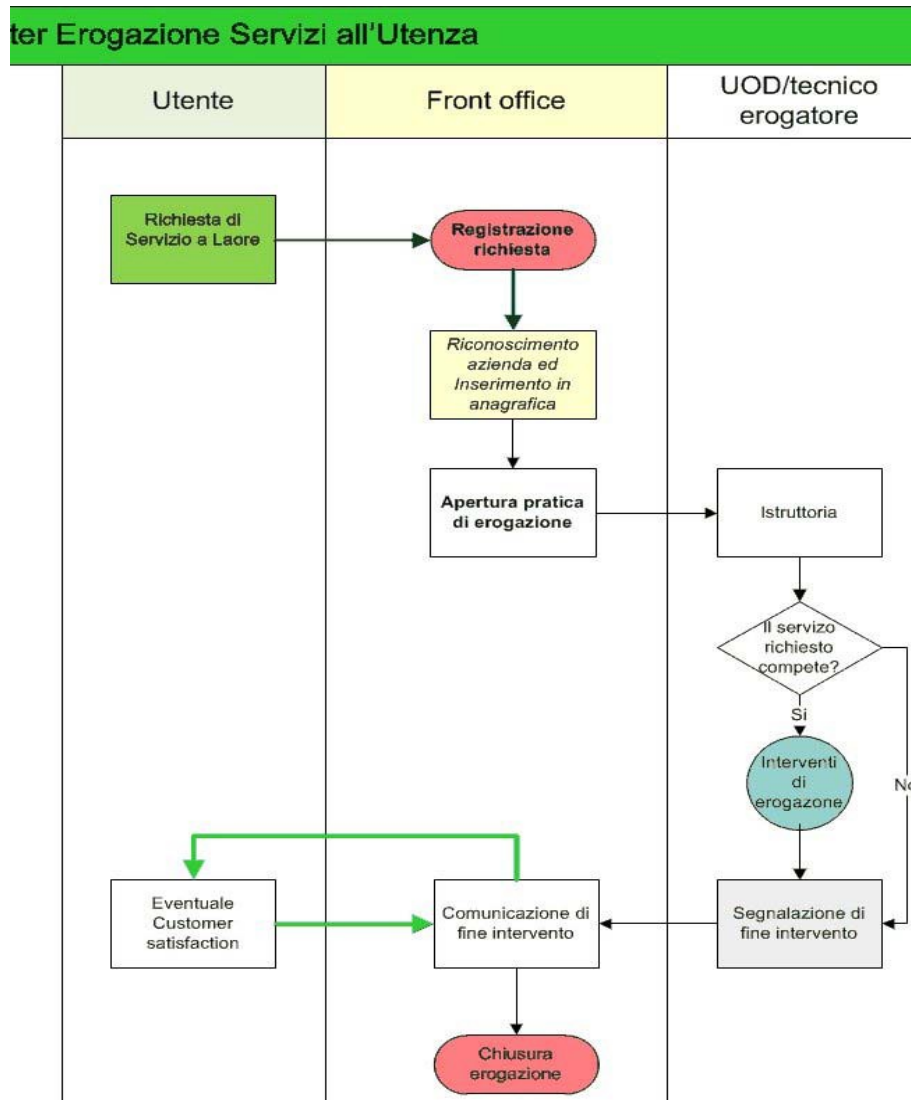 ter Erogazione Servizi all'Utenza
Utente
Front office
UOD/tecnico
erogatore
Richiesta di
Servizio a Laore
Registrazione
richiesta
Riconoscimento
azienda ed
Inserimento in
anagrafica
Apertura pratica
di erogazione
Istruttoria
Il servizo
richiesto
compete?
Si
Interventi
di
erogazone
No
Eventuale
Customer
satisfaction
Comunicazione di
fine intervento
Segnalazione di
fine intervento
Chiusura
erogazione